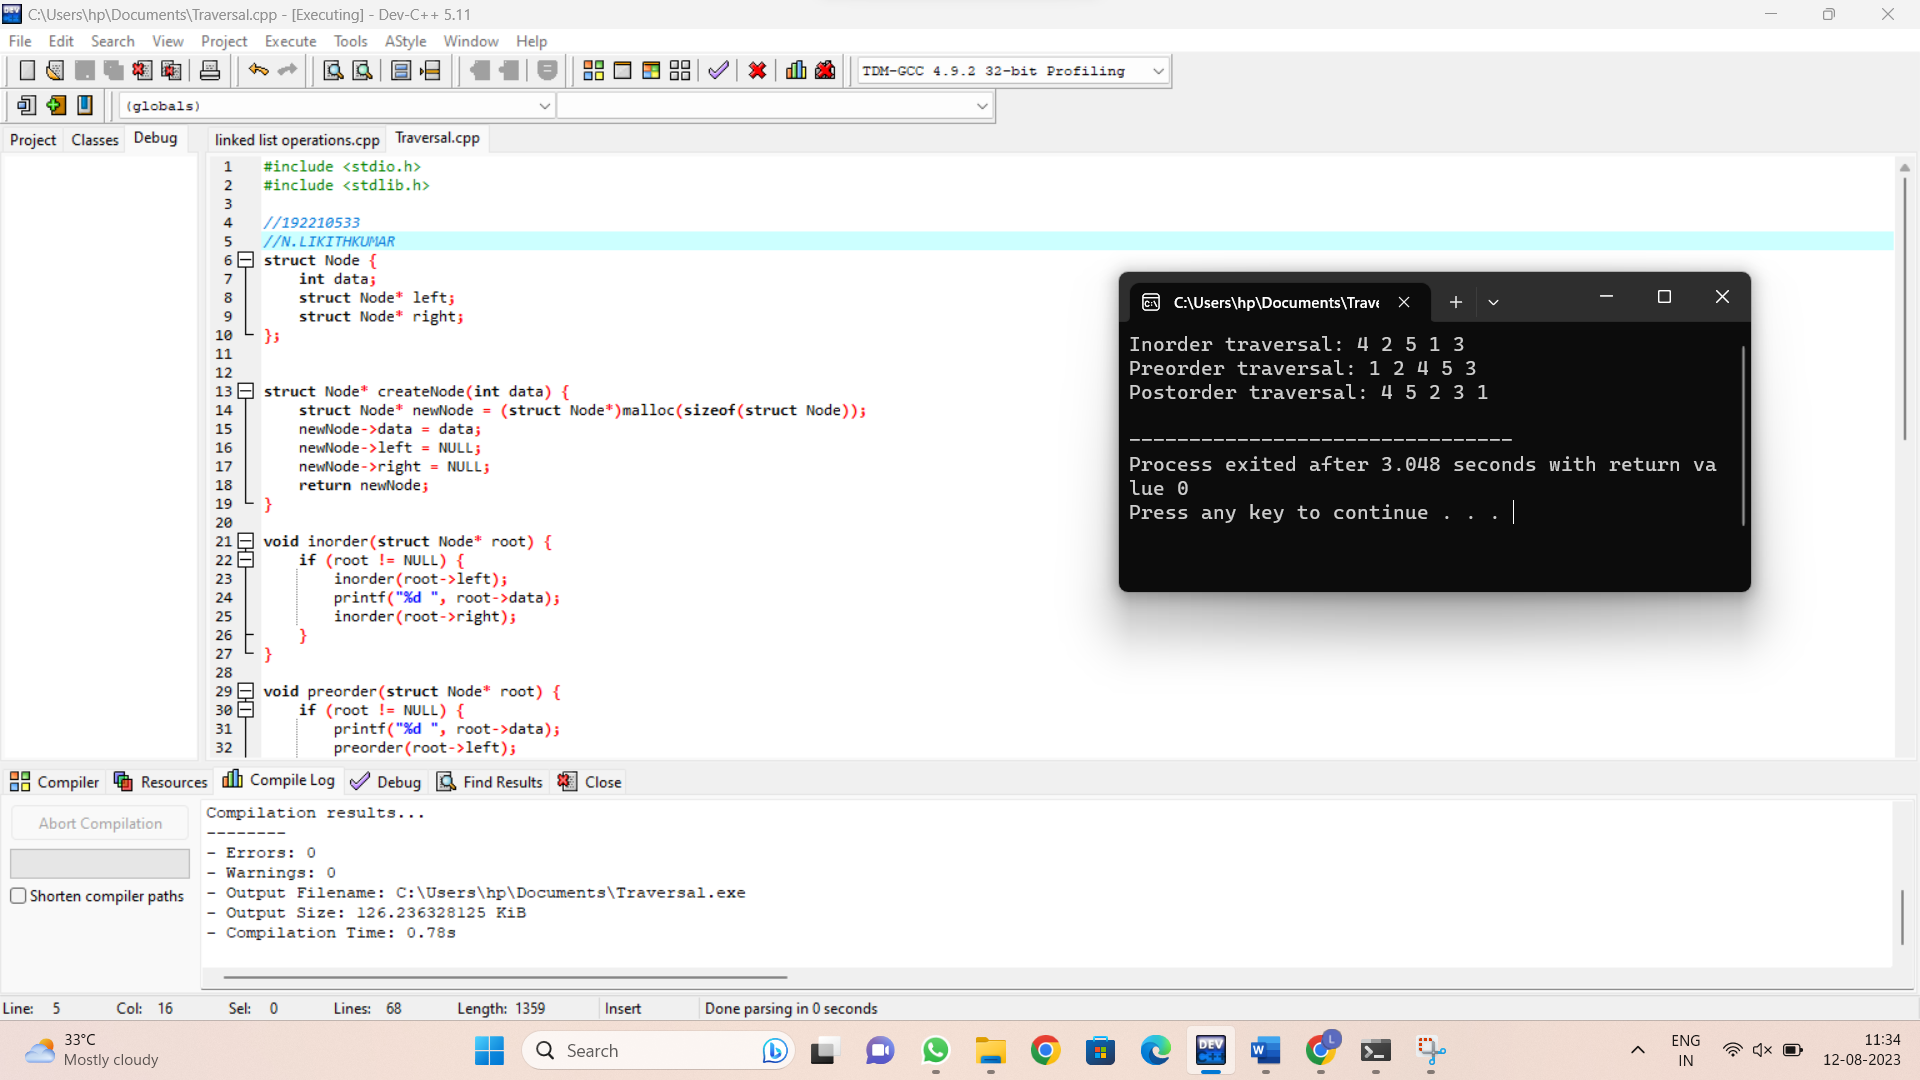 C:\Users\hp\Documents\Traversal.cpp - [Executing] - Dev-C++ 5.11
File Edit Search View Project Execute Tools AStyle Window Help
TDM-GCC 4.9.2 32-bit Profiling
(globals)
Project Classes Debug
linked list operations.cpp Traversal.cpp
1 #include <stdio.h>
2 #include <stdlib.h>
3
4 //192210533
5 //N.LIKITHKUMAR
6 struct Node {
7 int data;
8 struct Node* left;
9 struct Node* right;
10 };
11
12
13 struct Node* createNode(int data) {
14 struct Node* newNode = (struct Node*)malloc(sizeof(struct Node));
15 newNode->data = data;
16 newNode->left = NULL;
17 newNode->right = NULL;
18 return newNode;
19 }
20
21 void inorder(struct Node* root) {
22 if (root != NULL) {
23 inorder(root->left);
24 printf("%d ", root->data);
25 inorder(root->right);
26 }
27 }
28
29 void preorder(struct Node* root) {
30 if (root != NULL) {
31 printf("%d ", root->data);
32 preorder(root->left);
C:\Users\hp\Documents\Trave
Inorder traversal: 4 2 5 1 3
Preorder traversal: 1 2 4 5 3
Postorder traversal: 4 5 2 3 1
--------------------------------
Process exited after 3.048 seconds with return va
lue 0
Press any key to continue . . .
Compiler Resources Compile Log Debug Find Results Close
Abort Compilation
Shorten compiler paths
Compilation results...
--------
- Errors: 0
- Warnings: 0
- Output Filename: C:\Users\hp\Documents\Traversal.exe
- Output Size: 126.236328125 KiB
- Compilation Time: 0.78s
Line: 5 Col: 16 Sel: 0 Lines: 68 Length: 1359 Insert Done parsing in 0 seconds
33°C
Mostly cloudy
Search
DEV
C++
W
L
ENG
IN
11:34
12-08-2023